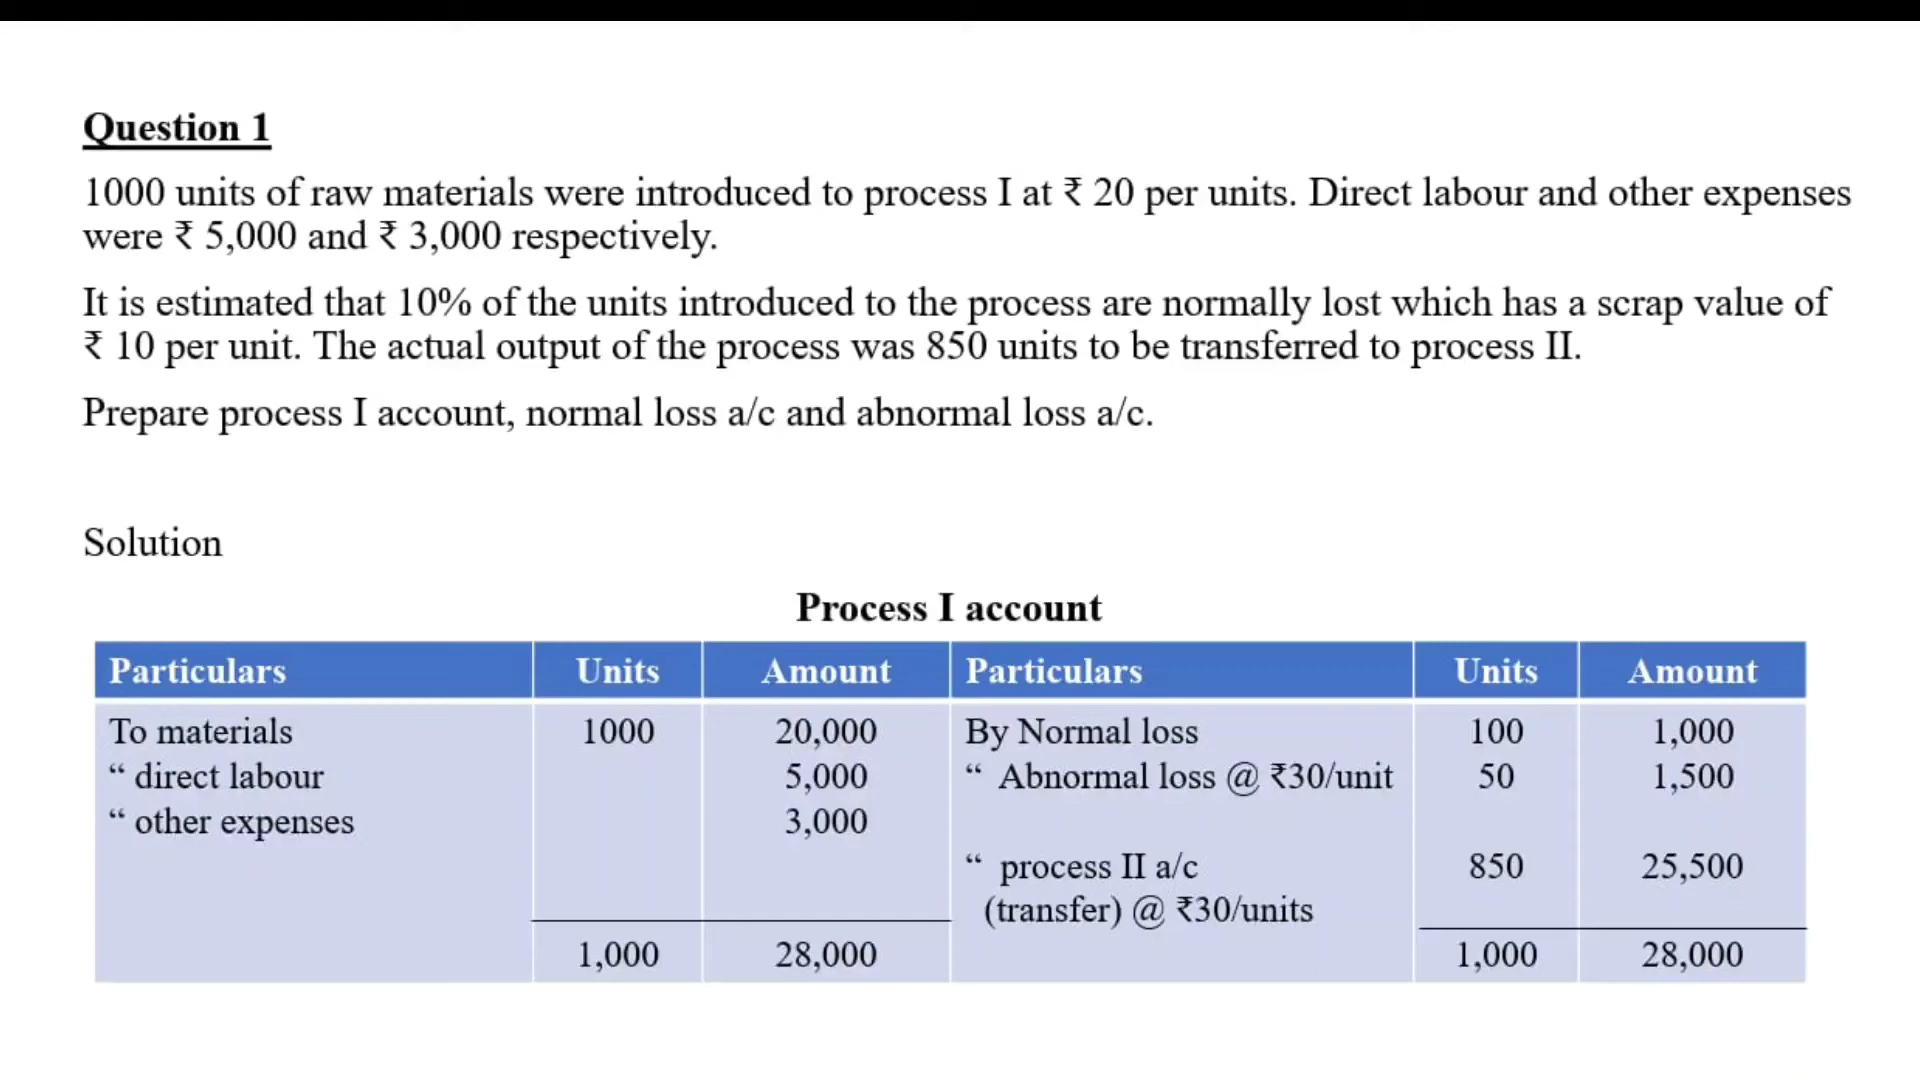 Question 1
1000 units of raw materials were introduced to process I at ₹ 20 per units. Direct labour and other expenses
were ₹ 5,000 and ₹ 3,000 respectively.
It is estimated that 10% of the units introduced to the process are normally lost which has a scrap value of
₹ 10 per unit. The actual output of the process was 850 units to be transferred to process II.
Prepare process I account, normal loss a/c and abnormal loss a/c.
Solution
Process I account
Particulars Units Amount Particulars Units Amount
To materials 1000 20,000 By Normal loss 100 1,000
“ direct labour 5,000 “ Abnormal loss @ ₹30/unit 50 1,500
“ other expenses 3,000
“ process II a/c 850 25,500
(transfer) @ ₹30/units
1,000 28,000 1,000 28,000